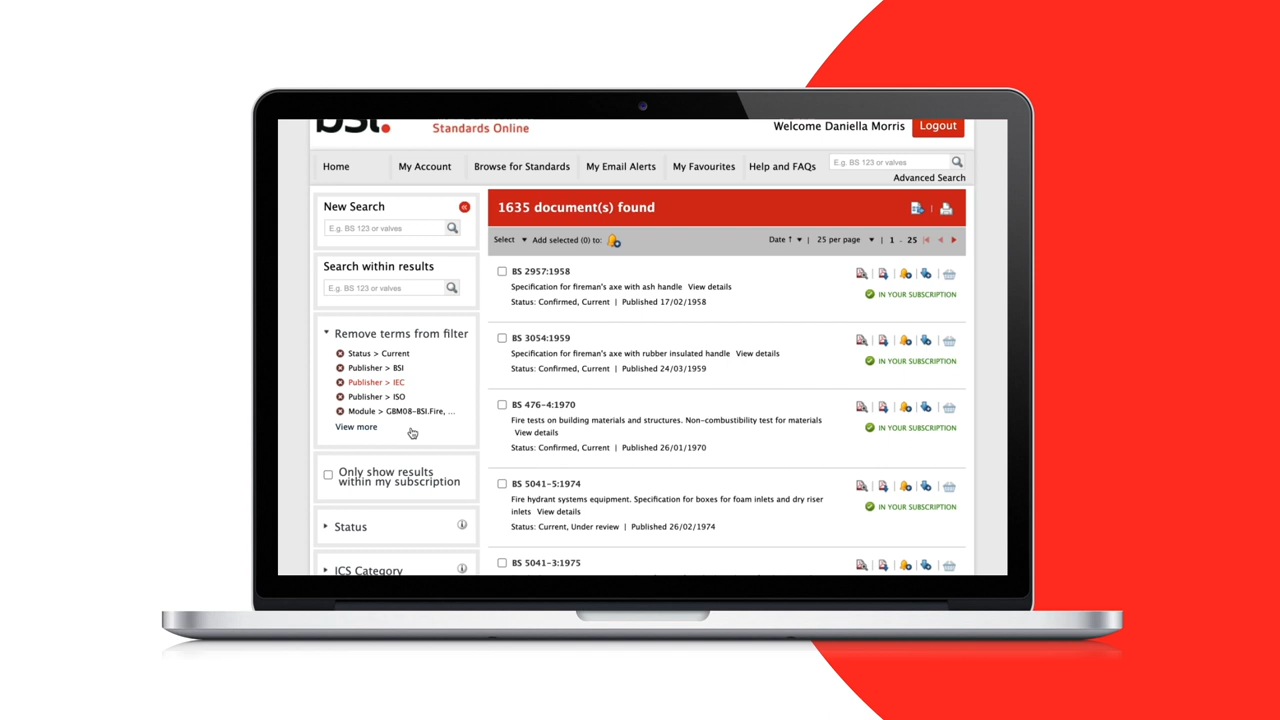 bsi.
Standards Online
Welcome Daniella Morris
Logout
Home
My Account
Browse for Standards
My Email Alerts
My Favourites
Help and FAQs
E.g. BS 123 or valves
Advanced Search
New Search
E.g. BS 123 or valves
Search within results
E.g. BS 123 or valves
Remove terms from filter
Status > Current
Publisher > BSI
Publisher > IEC
Publisher > ISO
Module > GBM08-BSI.Fire, ...
View more
Only show results
within my subscription
Status
ICS Category
1635 document(s) found
Select
Add selected (0) to:
Date ↑
25 per page
1 - 25
BS 2957:1958
Specification for fireman's axe with ash handle View details
Status: Confirmed, Current | Published 17/02/1958
IN YOUR SUBSCRIPTION
BS 3054:1959
Specification for fireman's axe with rubber insulated handle View details
Status: Confirmed, Current | Published 24/03/1959
IN YOUR SUBSCRIPTION
BS 476-4:1970
Fire tests on building materials and structures. Non-combustibility test for materials
View details
Status: Confirmed, Current | Published 26/01/1970
IN YOUR SUBSCRIPTION
BS 5041-5:1974
Fire hydrant systems equipment. Specification for boxes for foam inlets and dry riser
inlets View details
Status: Current, Under review | Published 26/02/1974
IN YOUR SUBSCRIPTION
BS 5041-3:1975